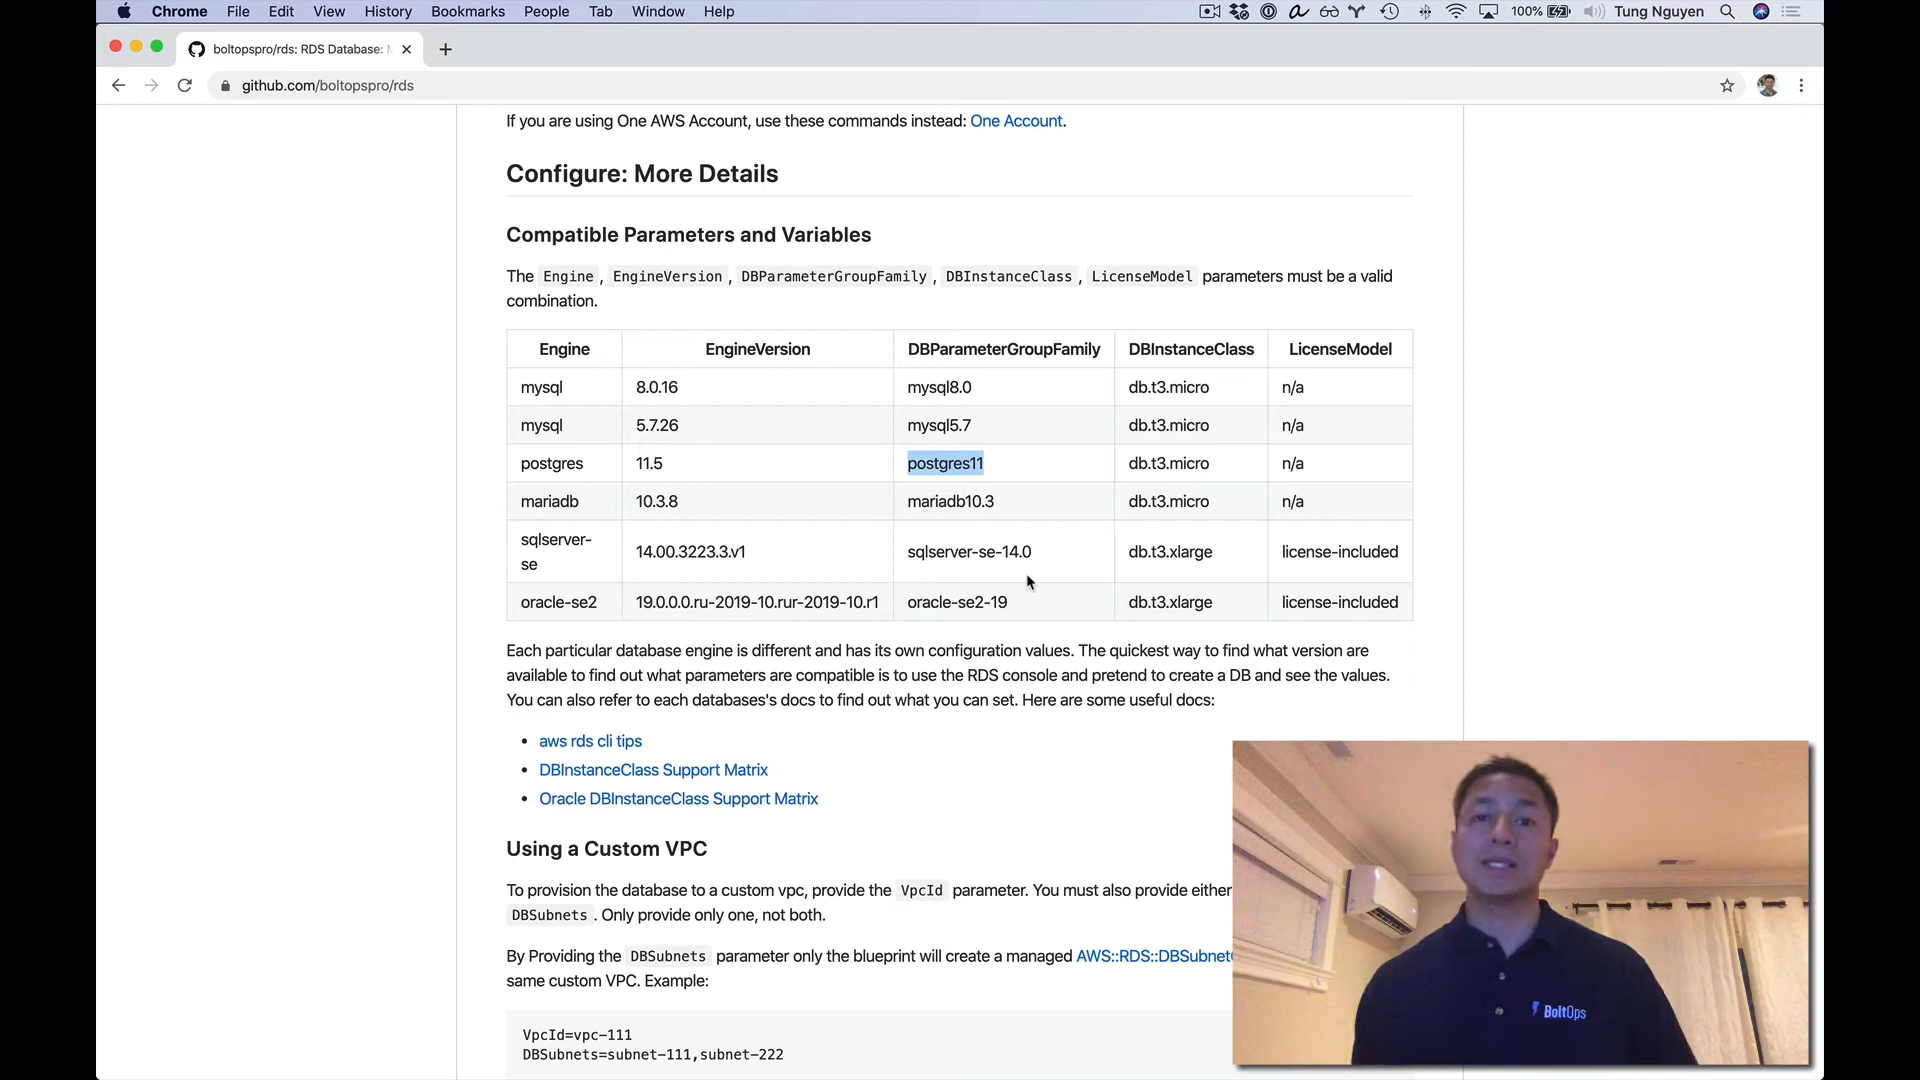 Chrome File Edit View History Bookmarks People Tab Window Help 100% Tung Nguyen
boltopspro/rds: RDS Database:
github.com/boltopspro/rds
If you are using One AWS Account, use these commands instead: One Account.
Configure: More Details
Compatible Parameters and Variables
The Engine, EngineVersion, DBParameterGroupFamily, DBInstanceClass, LicenseModel parameters must be a valid
combination.
Engine EngineVersion DBParameterGroupFamily DBInstanceClass LicenseModel
mysql 8.0.16 mysql8.0 db.t3.micro n/a
mysql 5.7.26 mysql5.7 db.t3.micro n/a
postgres 11.5 postgres11 db.t3.micro n/a
mariadb 10.3.8 mariadb10.3 db.t3.micro n/a
sqlserver-
se 14.00.3223.3.v1 sqlserver-se-14.0 db.t3.xlarge license-included
oracle-se2 19.0.0.0.ru-2019-10.rur-2019-10.r1 oracle-se2-19 db.t3.xlarge license-included
Each particular database engine is different and has its own configuration values. The quickest way to find what version are
available to find out what parameters are compatible is to use the RDS console and pretend to create a DB and see the values.
You can also refer to each databases's docs to find out what you can set. Here are some useful docs:
• aws rds cli tips
• DBInstanceClass Support Matrix
• Oracle DBInstanceClass Support Matrix
Using a Custom VPC
To provision the database to a custom vpc, provide the VpcId parameter. You must also provide either
DBSubnets. Only provide only one, not both.
By Providing the DBSubnets parameter only the blueprint will create a managed AWS::RDS::DBSubnet
same custom VPC. Example:
VpcId=vpc-111
DBSubnets=subnet-111,subnet-222
BoltOps